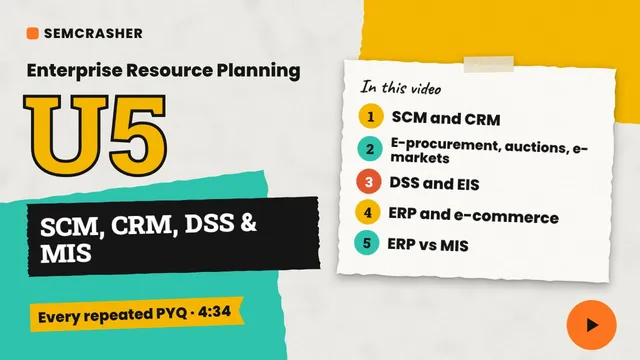 SEMCRASHER
Enterprise Resource Planning
U5
SCM, CRM, DSS &
MIS
Every repeated PYQ · 4:34
In this video
1 SCM and CRM
2 E-procurement, auctions, e-
markets
3 DSS and EIS
4 ERP and e-commerce
5 ERP vs MIS